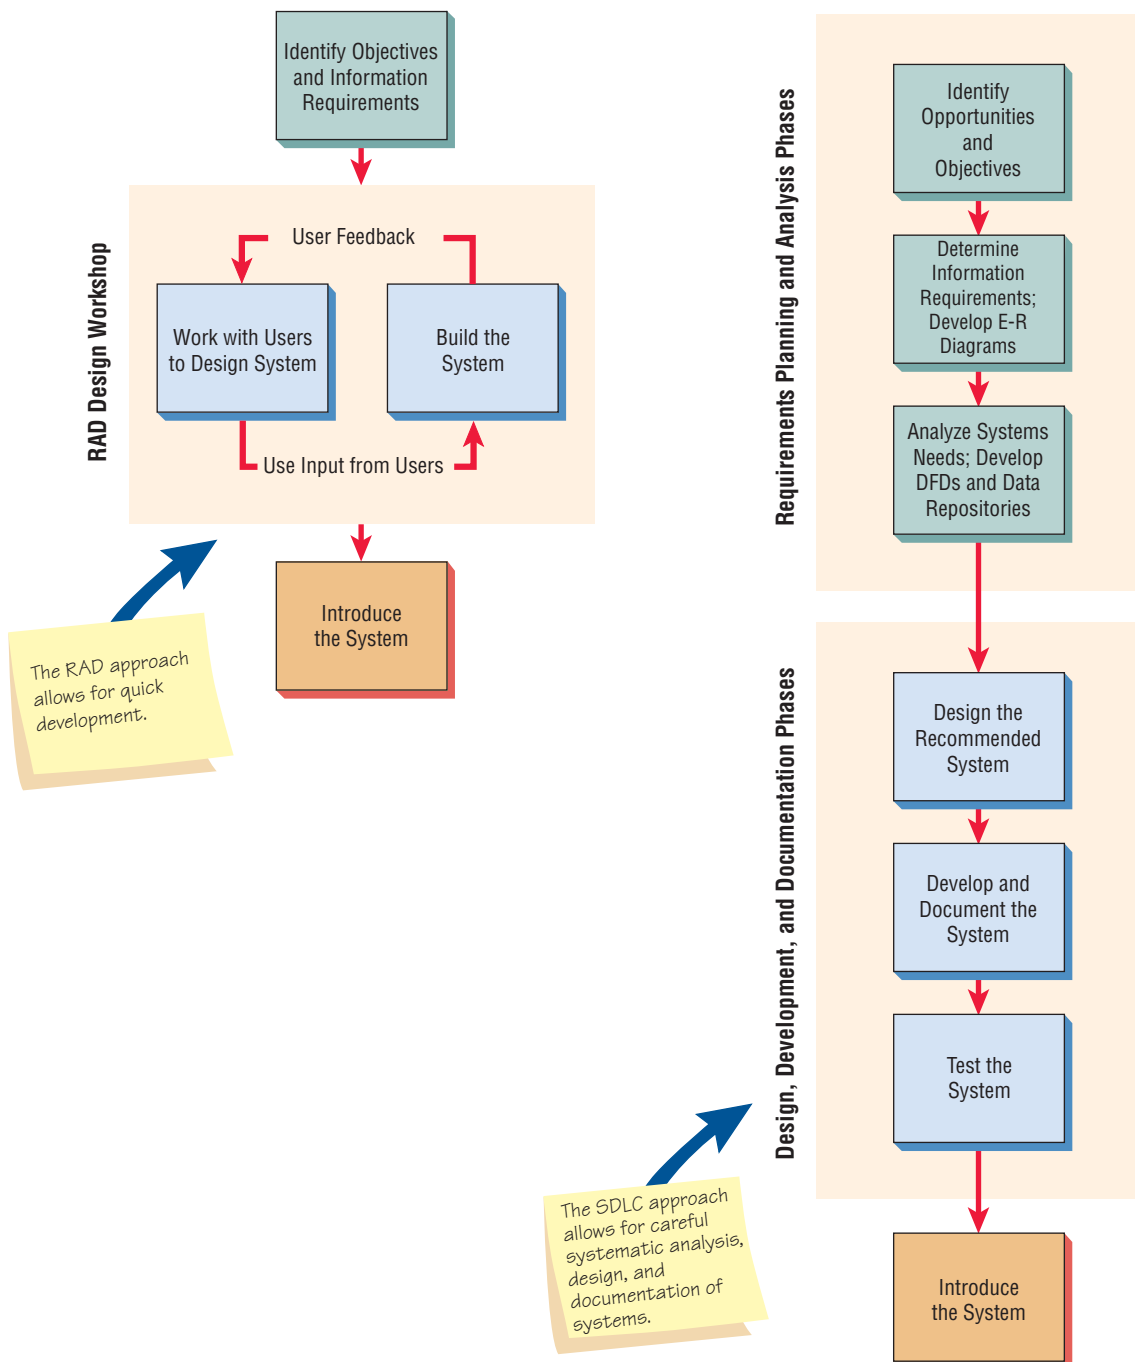 Identify Objectives
and Information
Requirements
RAD Design Workshop
User Feedback
Work with Users
to Design System
Build the
System
Use Input from Users
Introduce
the System
The RAD approach
allows for quick
development.
Requirements Planning and Analysis Phases
Identify
Opportunities
and
Objectives
Determine
Information
Requirements;
Develop E-R
Diagrams
Analyze Systems
Needs; Develop
DFDs and Data
Repositories
Design, Development, and Documentation Phases
Design the
Recommended
System
Develop and
Document the
System
Test the
System
Introduce
the System
The SDLC approach
allows for careful
systematic analysis,
design, and
documentation of
systems.